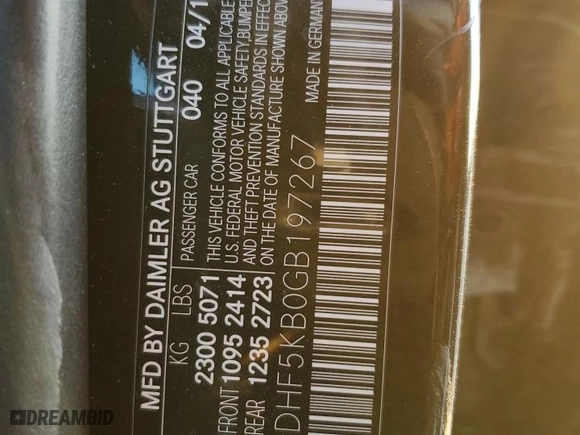 MFD BY DAIMLER AG STUTTGART
PASSENGER CAR 040 04/1
KG LBS
2300 5071
FRONT 1095 2414
REAR 1235 2723
THIS VEHICLE CONFORMS TO ALL APPLICABLE
U.S. FEDERAL MOTOR VEHICLE SAFETY, BUMPER
AND THEFT PREVENTION STANDARDS IN EFFECT
ON THE DATE OF MANUFACTURE SHOWN ABOVE
DHF5KB0GB197267
MADE IN GERMANY
DREAMBID